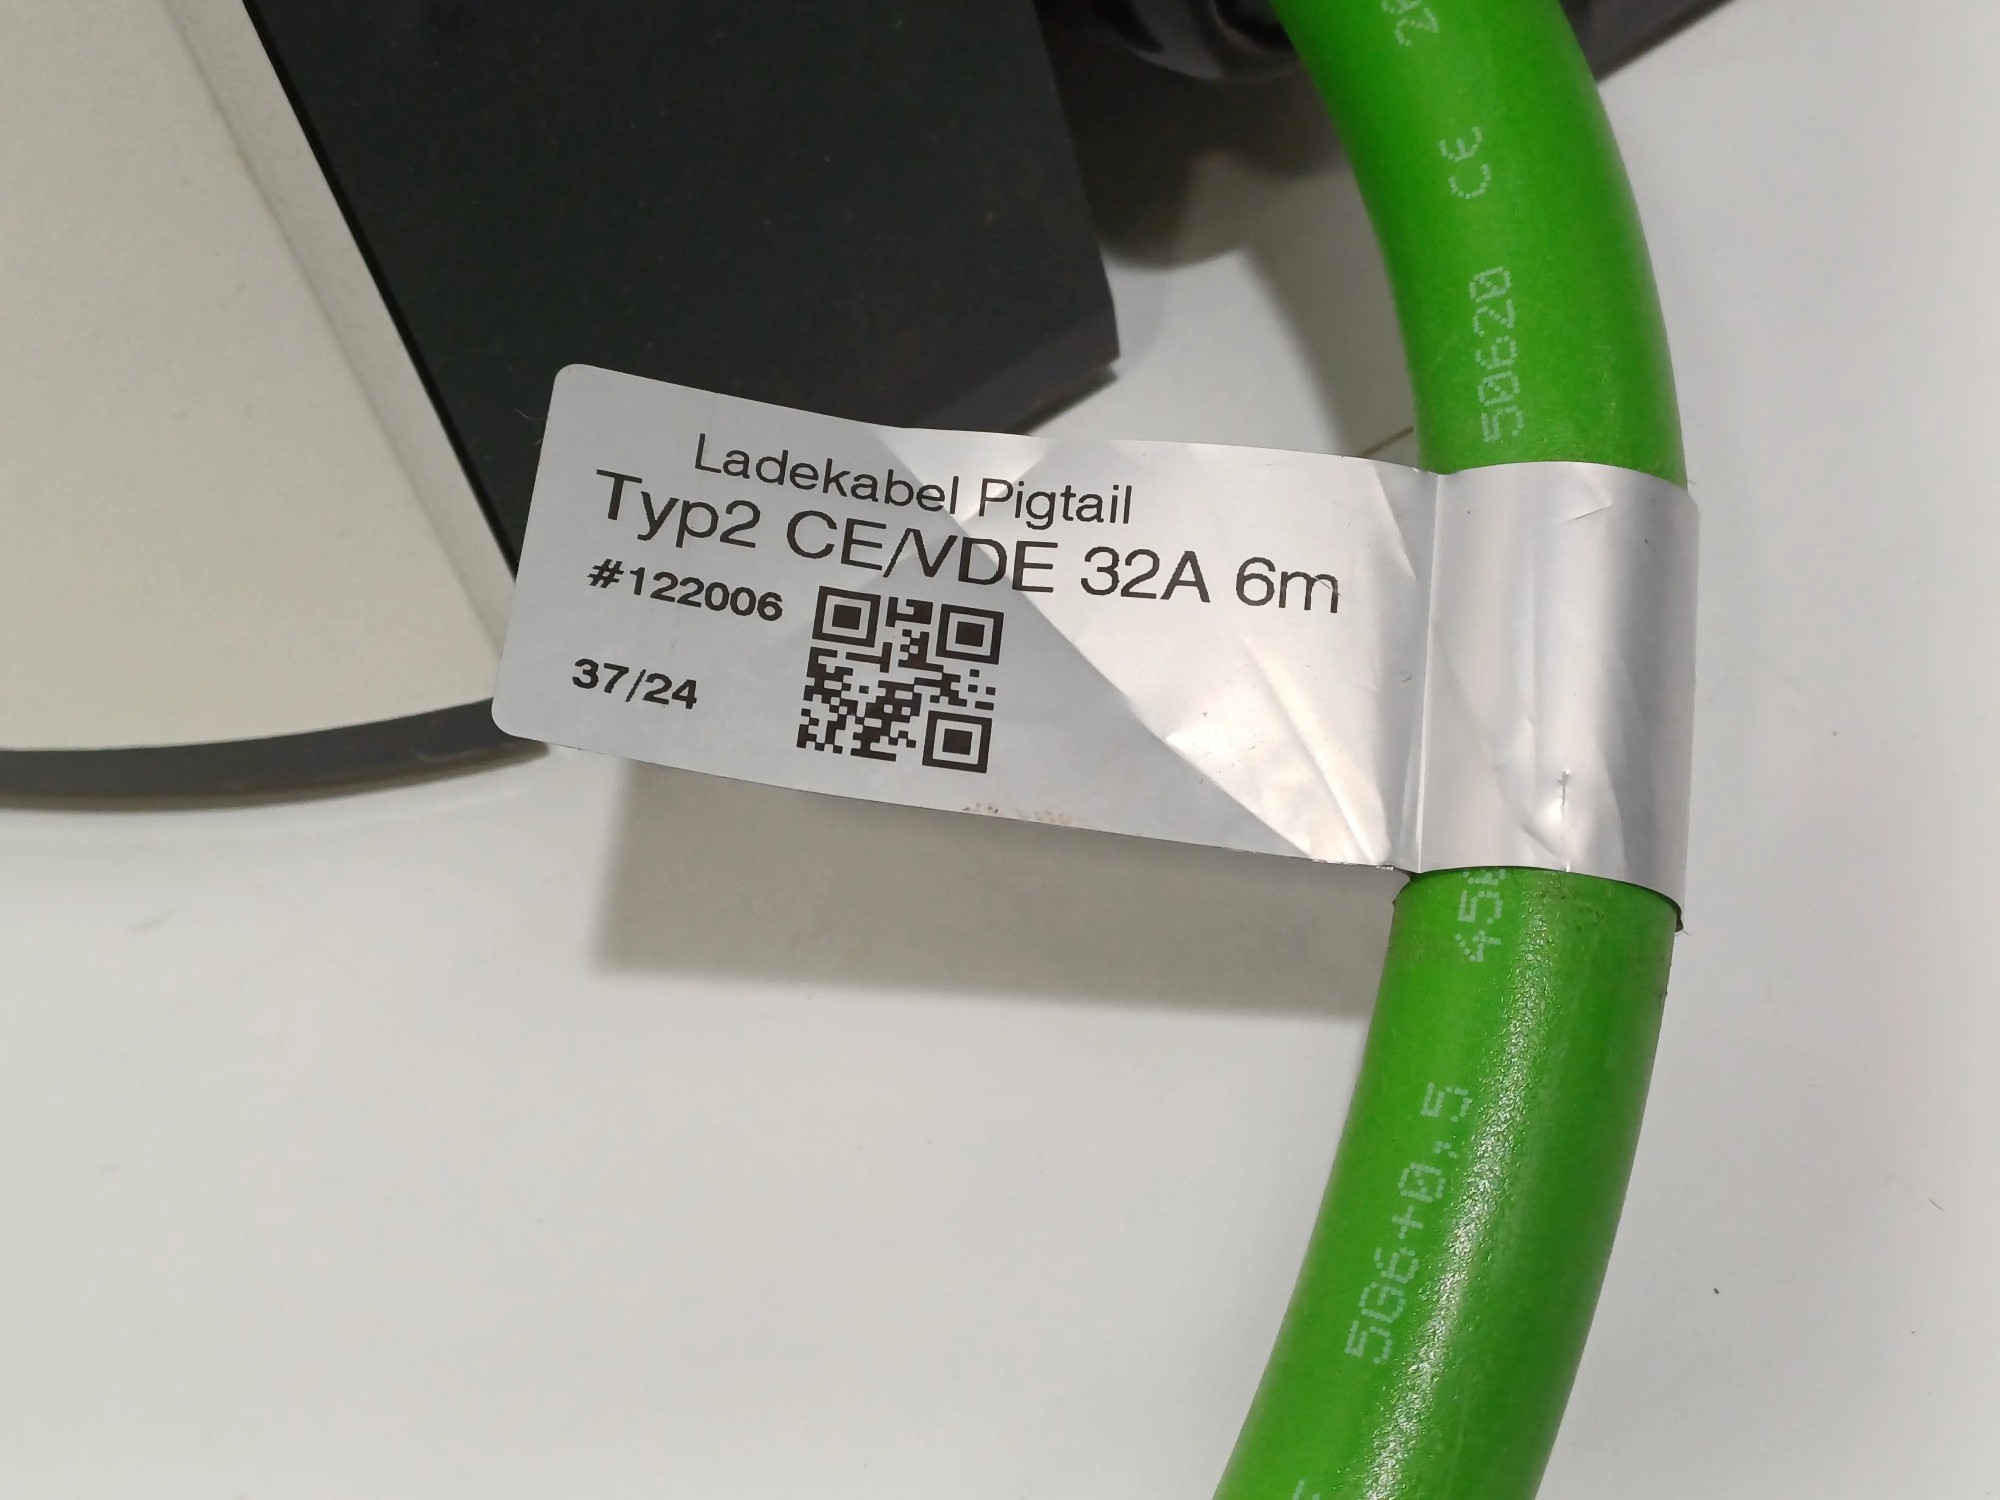 Ladekabel Pigtail
Typ2 CE/VDE 32A 6m
#122006
37/24
50620 CE
5G6+0,5